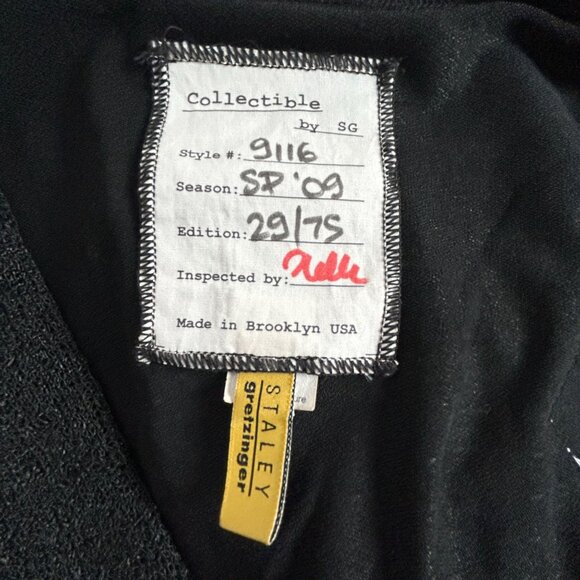 Collectible
by SG
Style #: 9116
Season: SP '09
Edition: 29/75
Inspected by:
Made in Brooklyn USA
STALEY
gretzinger